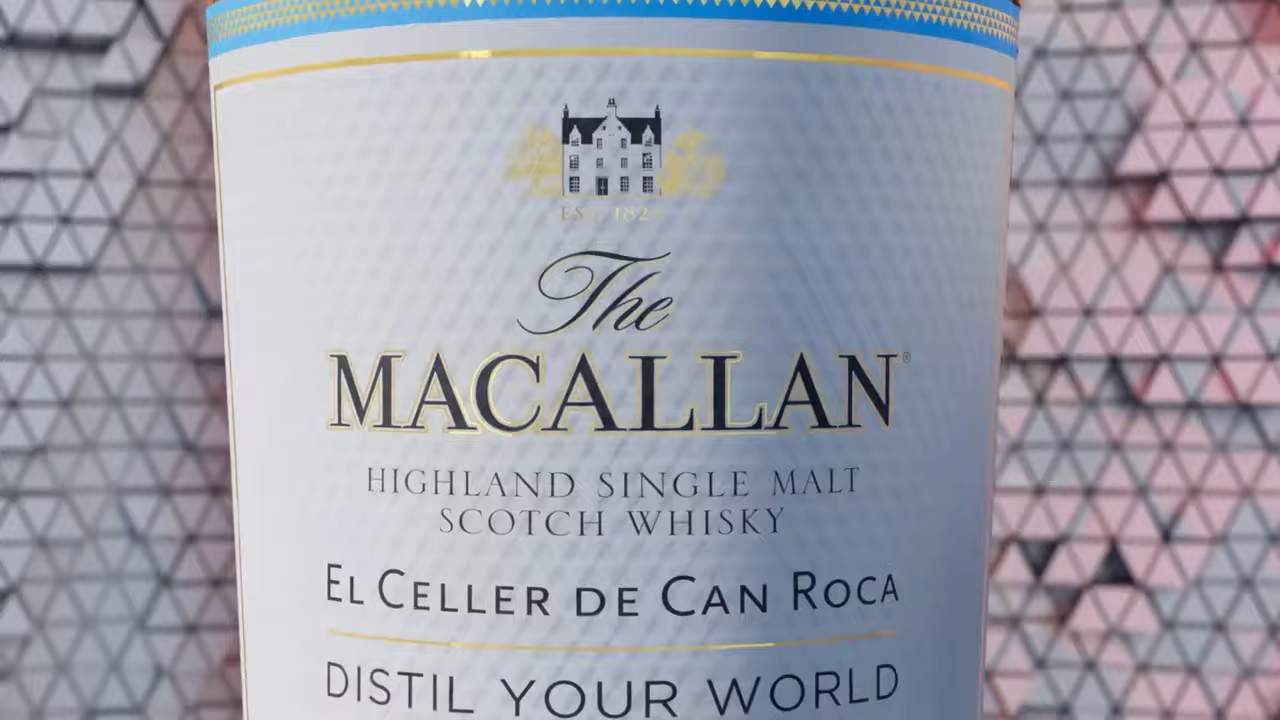 EST. 1824
The
MACALLAN®
HIGHLAND SINGLE MALT
SCOTCH WHISKY
EL CELLER DE CAN ROCA
DISTIL YOUR WORLD